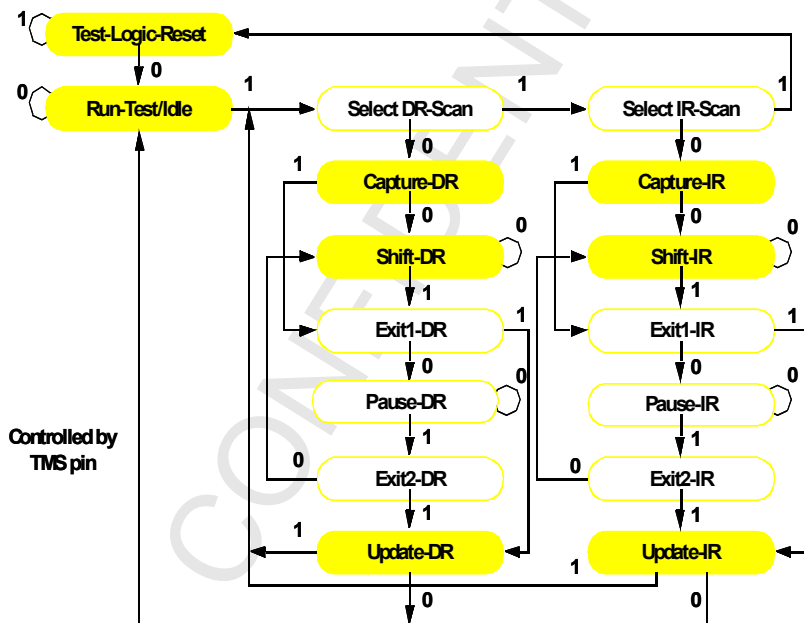 1
Test-Logic-Reset
0
0
Run-Test/Idle
1
Select DR-Scan
1
Select IR-Scan
1
0
0
1
Capture-DR
1
Capture-IR
0
0
0
0
Shift-DR
Shift-IR
1
1
Exit1-DR
1
Exit1-IR
1
0
0
0
0
Pause-DR
Pause-IR
1
1
Controlled by
TMS pin
0
Exit2-DR
0
Exit2-IR
1
1
1
Update-DR
1
Update-IR
0
0
CONFIDENT